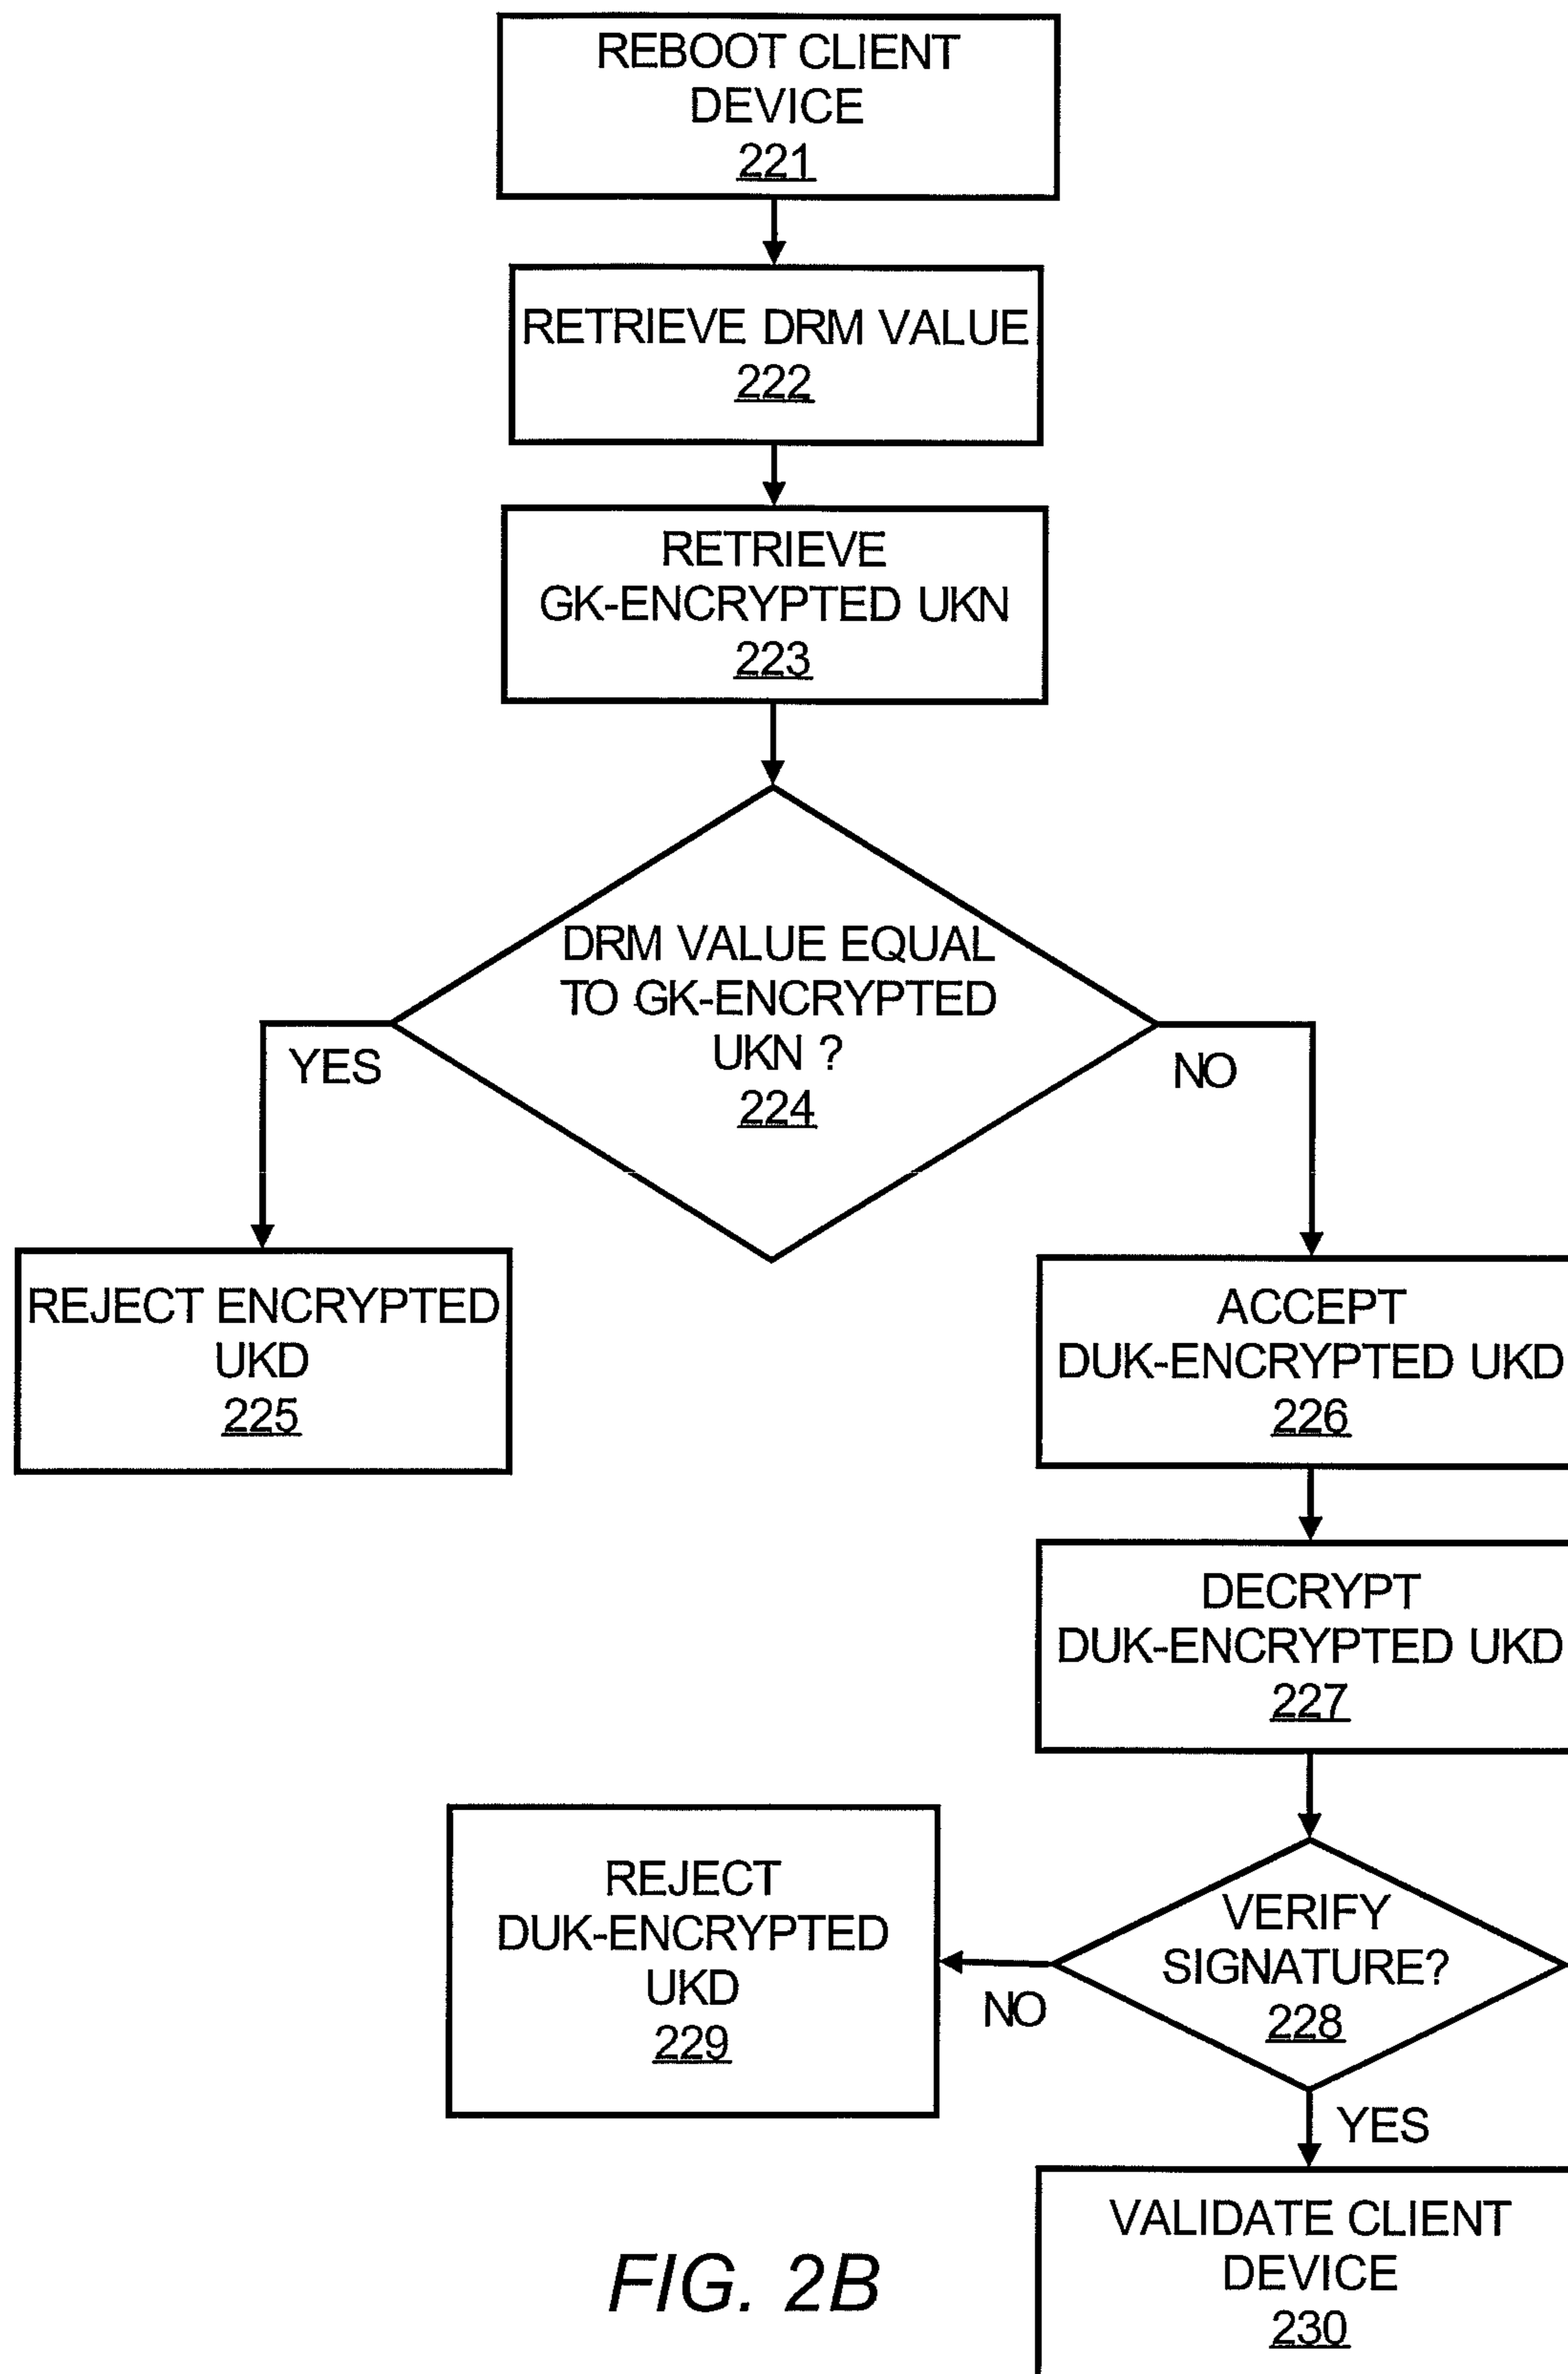 REBOOT CLIENT
DEVICE
221
RETRIEVE DRM VALUE
222
RETRIEVE
GK-ENCRYPTED UKN
223
DRM VALUE EQUAL
TO GK-ENCRYPTED
UKN ?
224
YES
NO
REJECT ENCRYPTED
UKD
225
ACCEPT
DUK-ENCRYPTED UKD
226
DECRYPT
DUK-ENCRYPTED UKD
227
VERIFY
SIGNATURE?
228
NO
REJECT
DUK-ENCRYPTED
UKD
229
YES
VALIDATE CLIENT
DEVICE
230
FIG. 2B